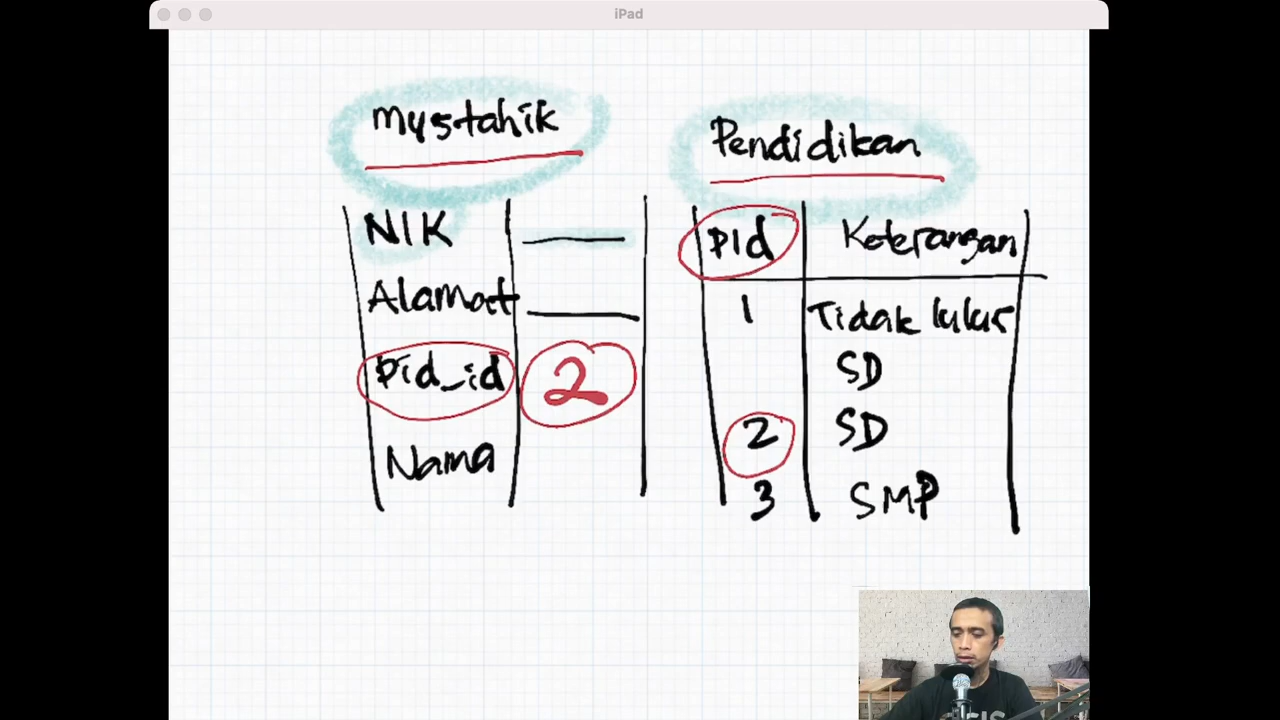 iPad
Mustahik
NIK
Alamat
Pid_id 2
Nama
Pendidikan
PId Keterangan
1 Tidak lulus
SD
2 SD
3 SMP